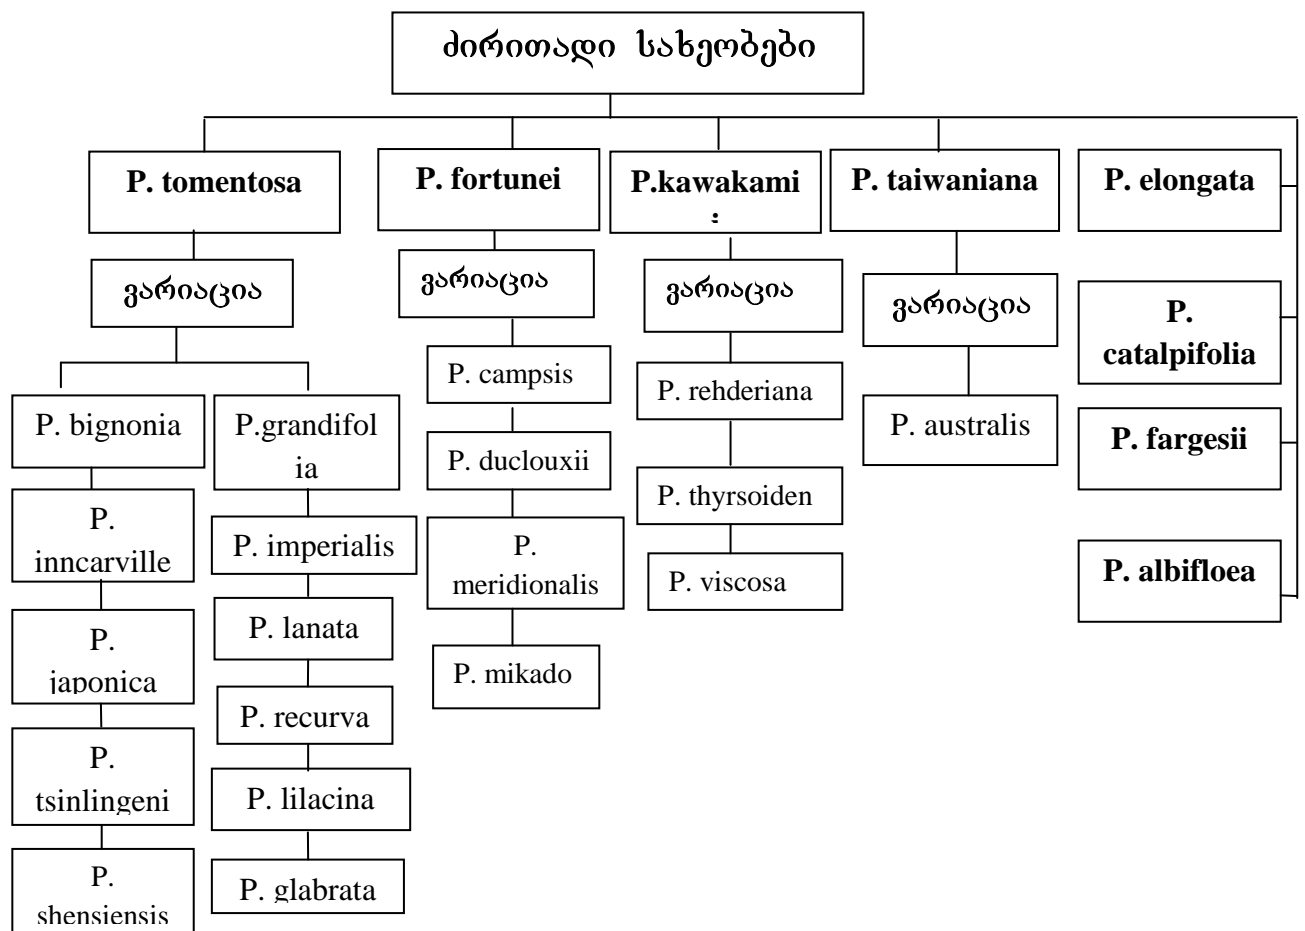 ძირითადი სახეობები
P. tomentosa
P. fortunei
P.kawakami
P. taiwaniana
P. elongata
ვარიაცია
ვარიაცია
ვარიაცია
ვარიაცია
P.
catalpifolia
P. bignonia
P.grandifol
ia
P. campsis
P. rehderiana
P. australis
P. fargesii
P.
inncarville
P. imperialis
P. duclouxii
P. thyrsoiden
P. albifloea
P.
japonica
P. lanata
P.
meridionalis
P. viscosa
P.
tsinlingeni
P. recurva
P. mikado
P.
shensiensis
P. lilacina
P. glabrata